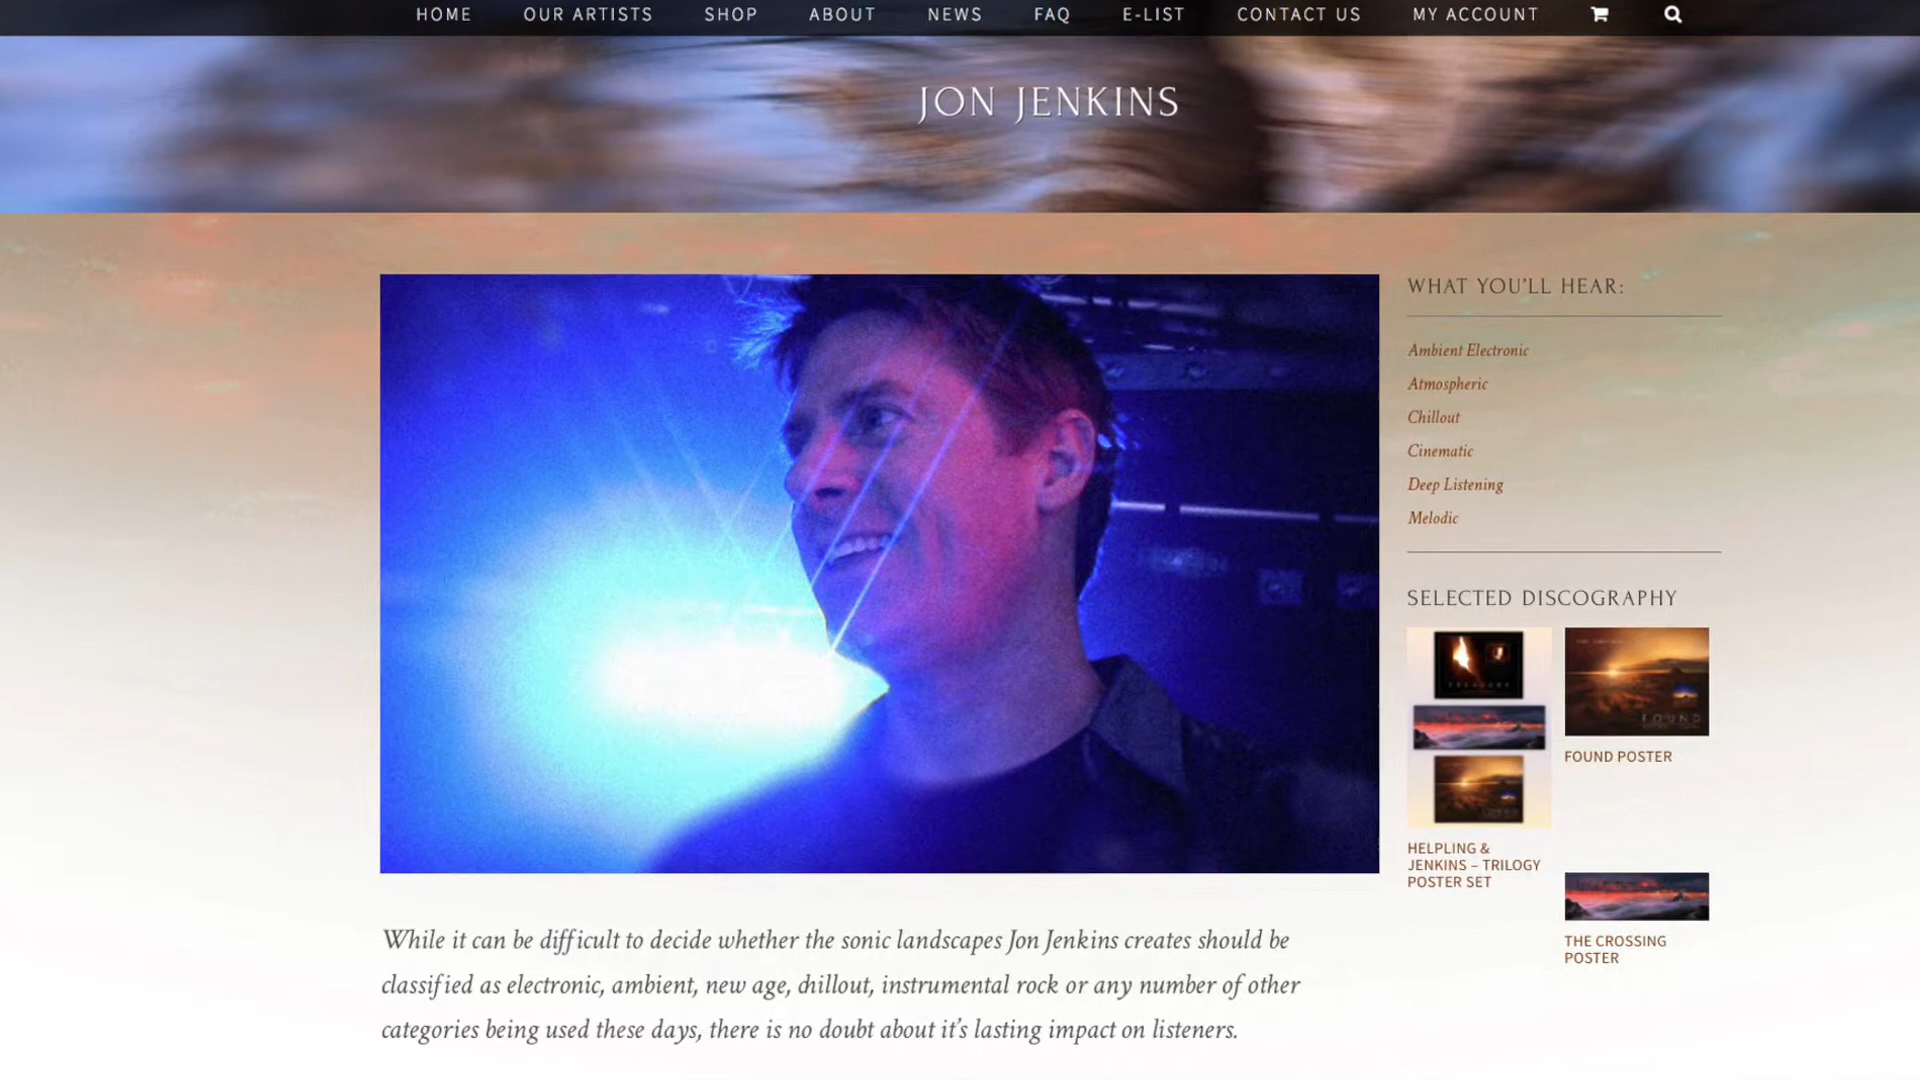 HOME OUR ARTISTS SHOP ABOUT NEWS FAQ E-LIST CONTACT US MY ACCOUNT
JON JENKINS
WHAT YOU'LL HEAR:
Ambient Electronic
Atmospheric
Chillout
Cinematic
Deep Listening
Melodic
SELECTED DISCOGRAPHY
FOUND
FOUND POSTER
HELPLING &
JENKINS – TRILOGY
POSTER SET
THE CROSSING
POSTER
While it can be difficult to decide whether the sonic landscapes Jon Jenkins creates should be
classified as electronic, ambient, new age, chillout, instrumental rock or any number of other
categories being used these days, there is no doubt about it's lasting impact on listeners.